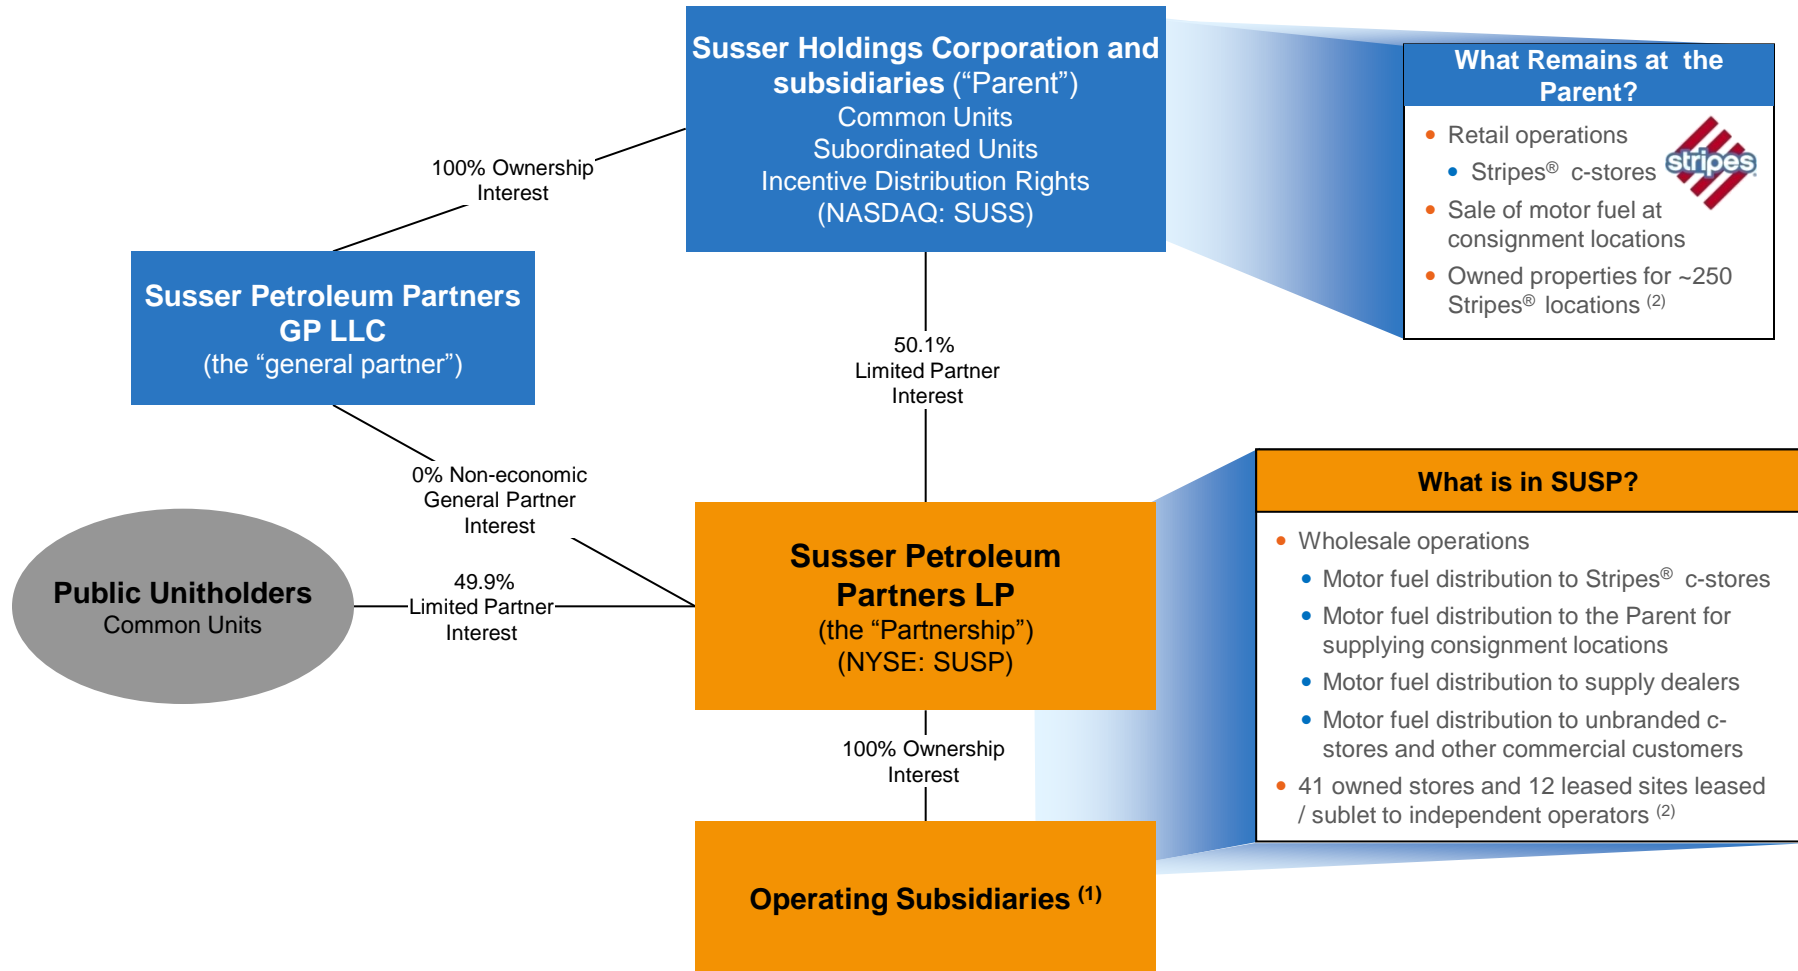 Susser Holdings Corporation and
subsidiaries (“Parent”)
Common Units
Subordinated Units
Incentive Distribution Rights
(NASDAQ: SUSS)
What Remains at the
Parent?
• Retail operations
• Stripes® c-stores
stripes
• Sale of motor fuel at
consignment locations
• Owned properties for ~250
Stripes® locations (2)
100% Ownership
Interest
Susser Petroleum Partners
GP LLC
(the “general partner”)
50.1%
Limited Partner
Interest
0% Non-economic
General Partner
Interest
Public Unitholders
Common Units
49.9%
Limited Partner
Interest
Susser Petroleum
Partners LP
(the “Partnership”)
(NYSE: SUSP)
What is in SUSP?
• Wholesale operations
• Motor fuel distribution to Stripes® c-stores
• Motor fuel distribution to the Parent for
supplying consignment locations
• Motor fuel distribution to supply dealers
• Motor fuel distribution to unbranded c-
stores and other commercial customers
• 41 owned stores and 12 leased sites leased
/ sublet to independent operators (2)
100% Ownership
Interest
Operating Subsidiaries (1)